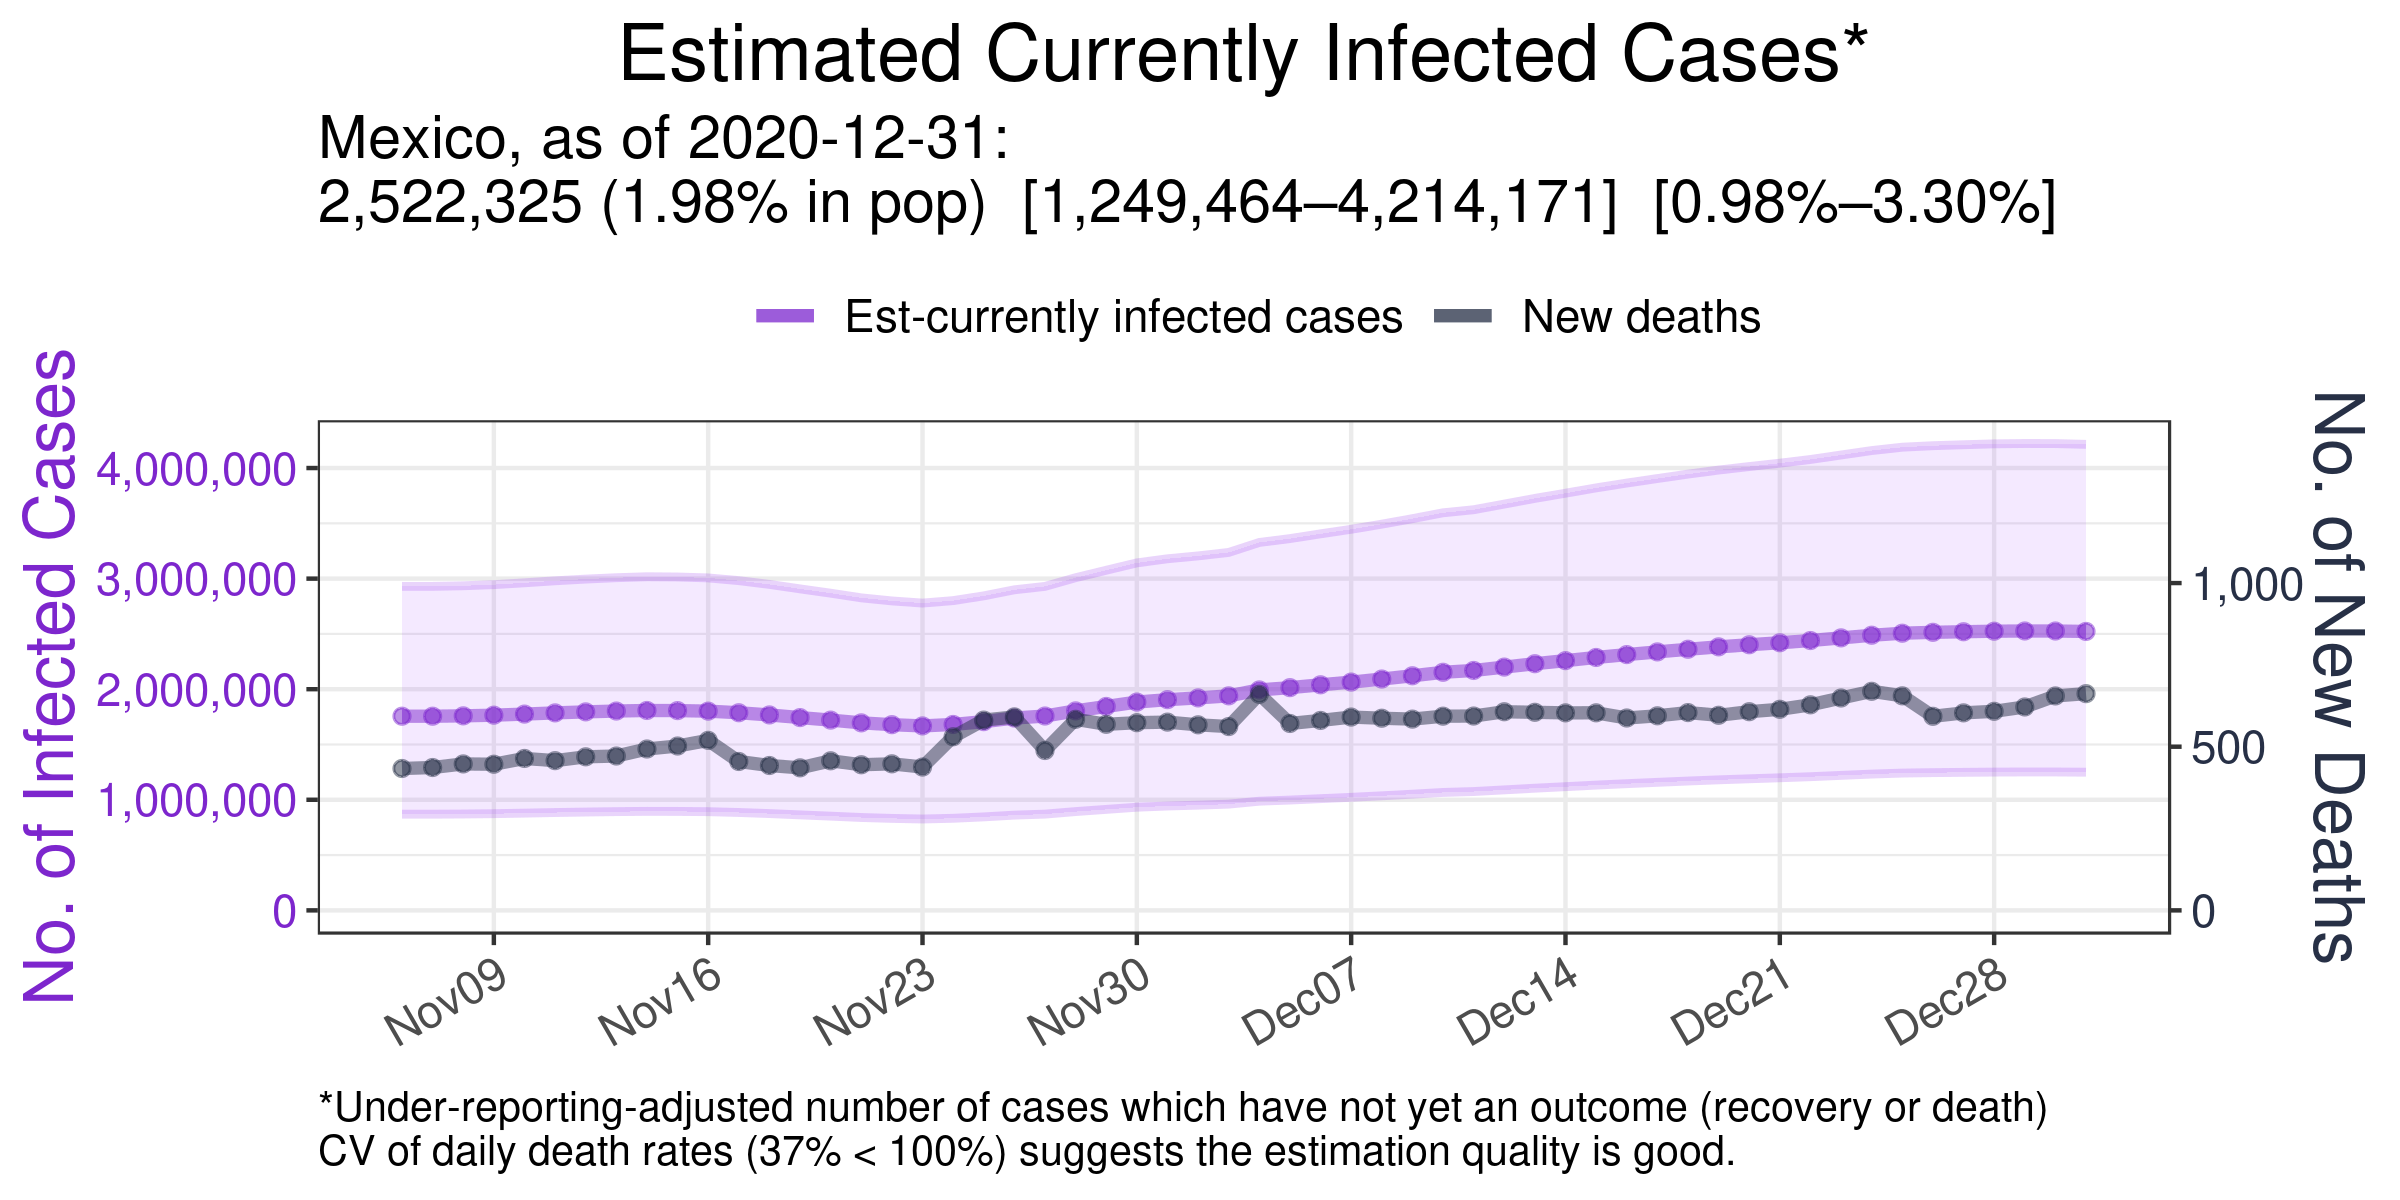 Estimated Currently Infected Cases*
Mexico, as of 2020-12-31:
2,522,325 (1.98% in pop)  [1,249,464–4,214,171]  [0.98%–3.30%]
Est-currently infected cases
New deaths
No. of Infected Cases
4,000,000
3,000,000
2,000,000
1,000,000
0
No. of New Deaths
1,000
500
0
Nov09
Nov16
Nov23
Nov30
Dec07
Dec14
Dec21
Dec28
*Under-reporting-adjusted number of cases which have not yet an outcome (recovery or death)
CV of daily death rates (37% < 100%) suggests the estimation quality is good.